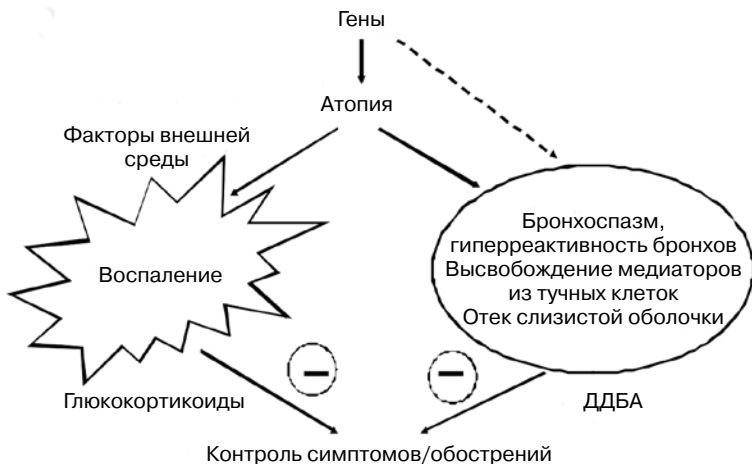 Гены
Атопия
Факторы внешней
среды
Воспаление
Бронхоспазм,
гиперреактивность бронхов
Высвобождение медиаторов
из тучных клеток
Отек слизистой оболочки
Глюкокортикоиды
ДДБА
Контроль симптомов/обострений